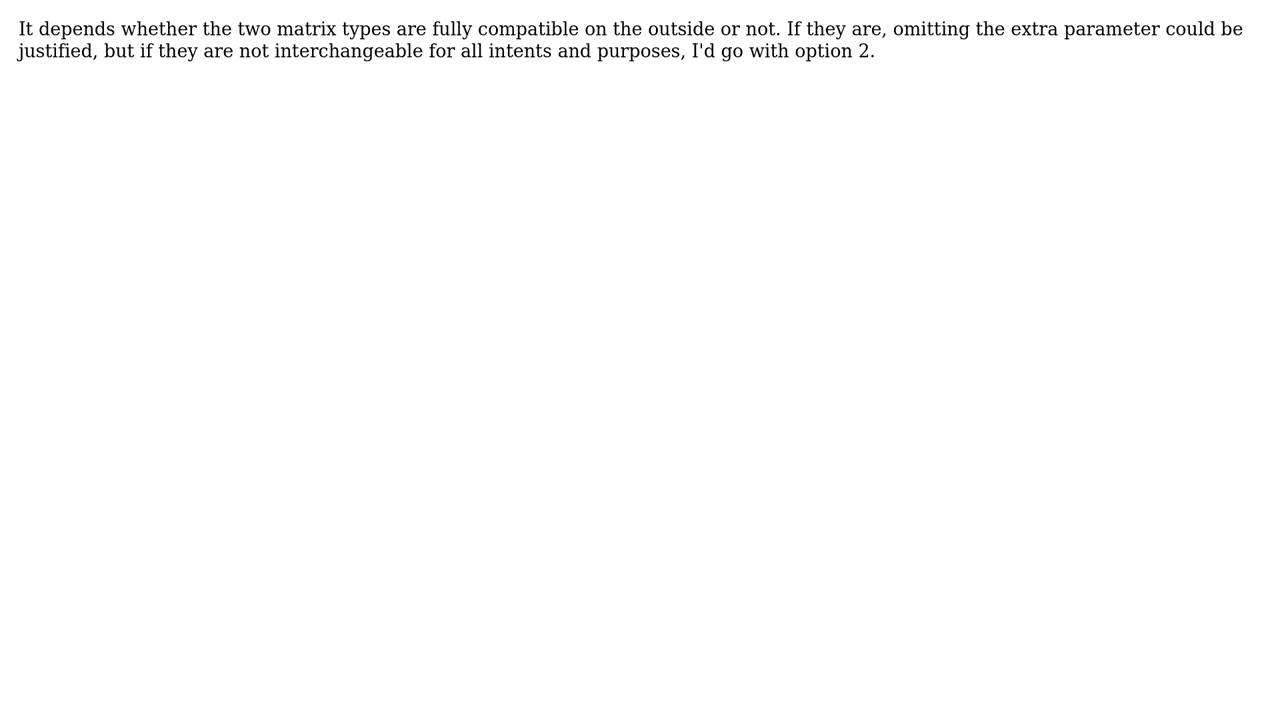 It depends whether the two matrix types are fully compatible on the outside or not. If they are, omitting the extra parameter could be
justified, but if they are not interchangeable for all intents and purposes, I'd go with option 2.